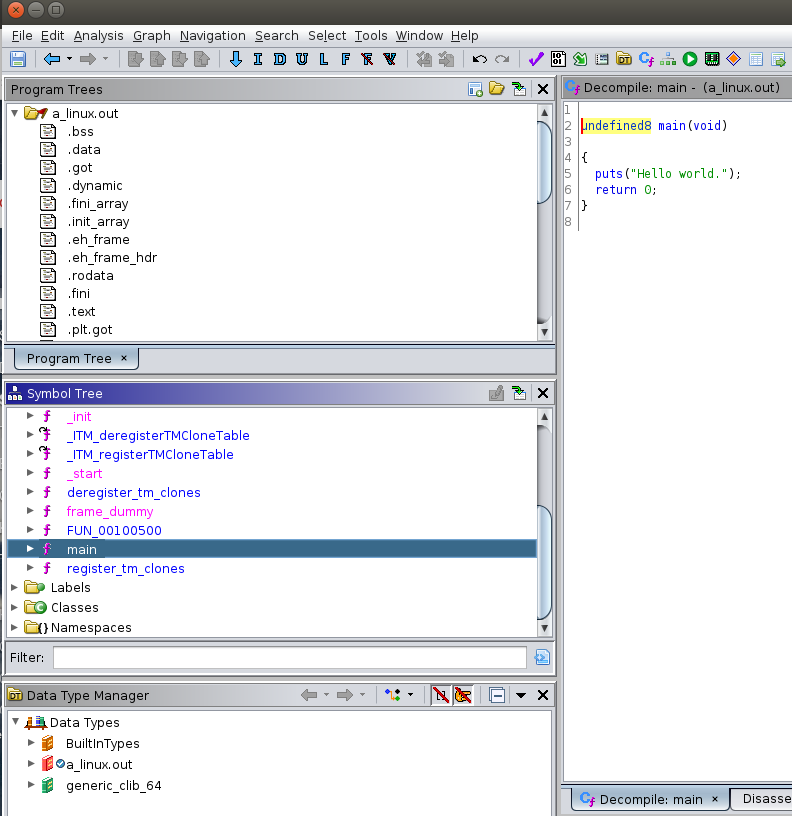 File Edit Analysis Graph Navigation Search Select Tools Window Help
I D U L F F V
Program Trees
a_linux.out
.bss
.data
.got
.dynamic
.fini_array
.init_array
.eh_frame
.eh_frame_hdr
.rodata
.fini
.text
.plt.got
Program Tree ×
Symbol Tree
_init
_ITM_deregisterTMCloneTable
_ITM_registerTMCloneTable
_start
deregister_tm_clones
frame_dummy
FUN_00100500
main
register_tm_clones
Labels
Classes
{} Namespaces
Filter:
DT Data Type Manager
Data Types
BuiltInTypes
a_linux.out
generic_clib_64
Decompile: main - (a_linux.out)
1
2 undefined8 main(void)
3
4 {
5 puts("Hello world.");
6 return 0;
7 }
8
Decompile: main × Disasse